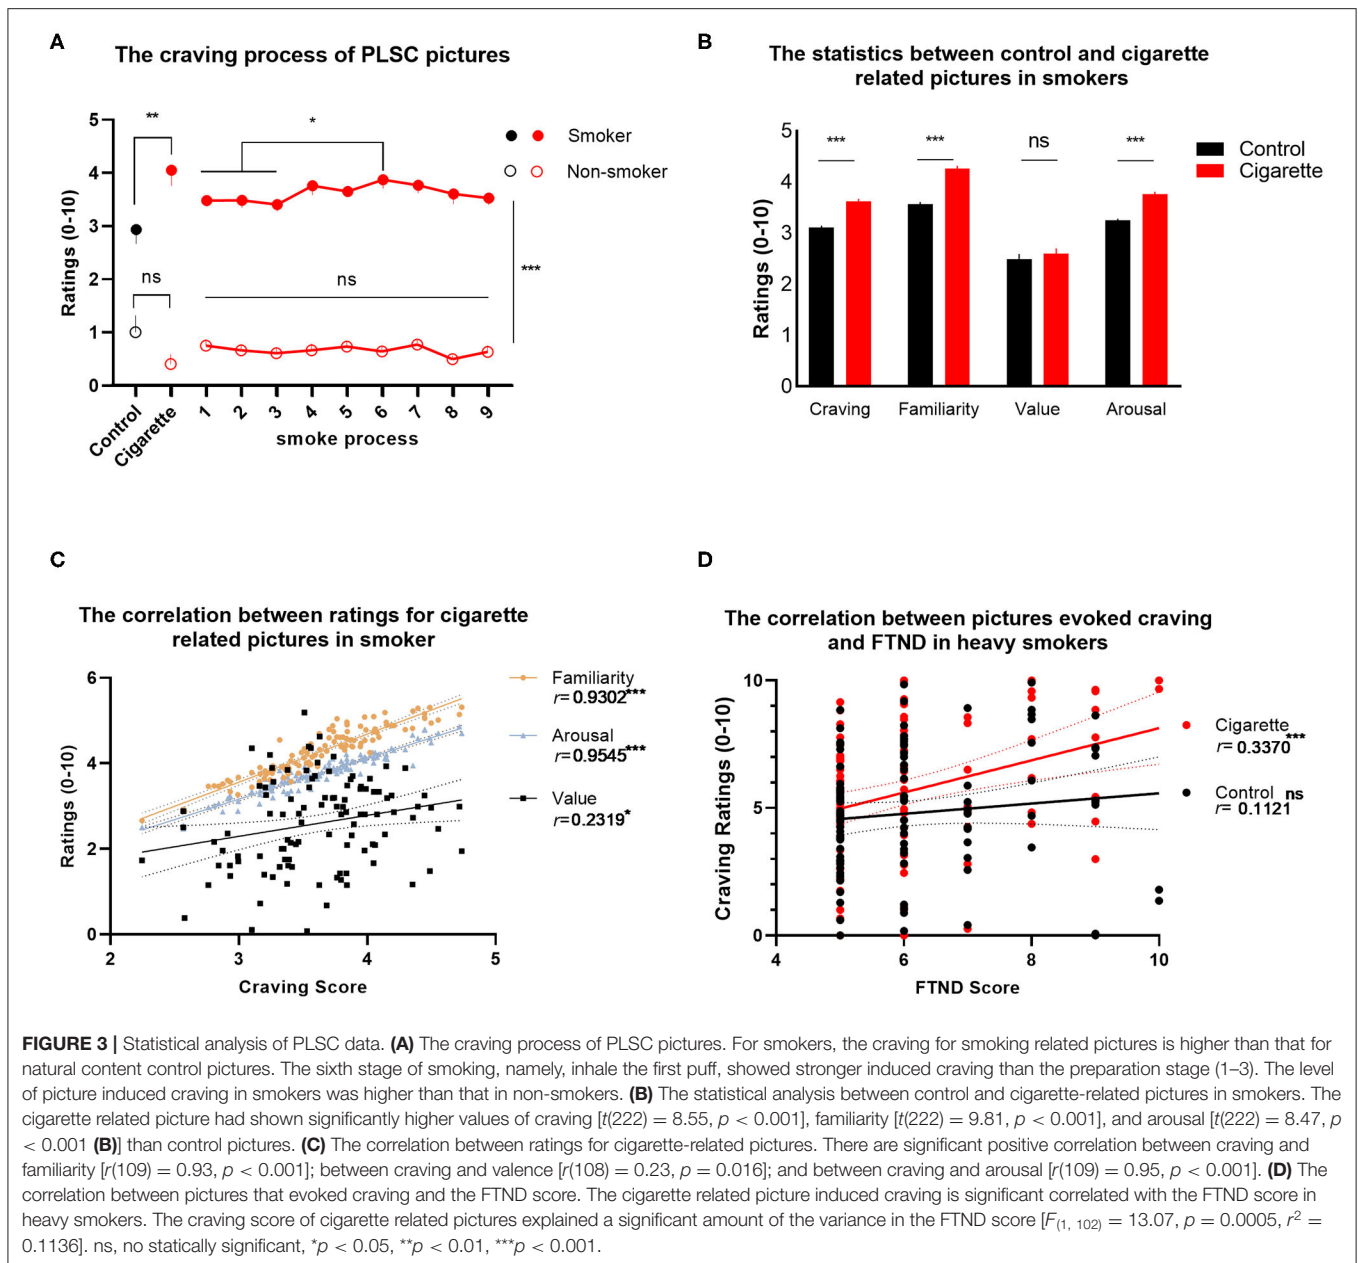 A
The craving process of PLSC pictures
Ratings (0-10)
5
4
3
2
1
0
**
*
ns
ns
***
Smoker
Non-smoker
Control
Cigarette
1 2 3 4 5 6 7 8 9
smoke process
B
The statistics between control and cigarette
related pictures in smokers
Ratings (0-10)
5
4
3
2
1
0
*** *** ns ***
Control
Cigarette
Craving Familiarity Value Arousal
C
The correlation between ratings for cigarette
related pictures in smoker
Ratings (0-10)
6
4
2
0
2 3 4 5
Craving Score
Familiarity
r= 0.9302***
Arousal
r=0.9545***
Value
r=0.2319*
D
The correlation between pictures evoked craving
and FTND in heavy smokers
Craving Ratings (0-10)
10
5
0
4 6 8 10
FTND Score
Cigarette
r= 0.3370***
Control ns
r= 0.1121
FIGURE 3 | Statistical analysis of PLSC data. (A) The craving process of PLSC pictures. For smokers, the craving for smoking related pictures is higher than that for
natural content control pictures. The sixth stage of smoking, namely, inhale the first puff, showed stronger induced craving than the preparation stage (1–3). The level
of picture induced craving in smokers was higher than that in non-smokers. (B) The statistical analysis between control and cigarette-related pictures in smokers. The
cigarette related picture had shown significantly higher values of craving [t(222) = 8.55, p < 0.001], familiarity [t(222) = 9.81, p < 0.001], and arousal [t(222) = 8.47, p
< 0.001 (B)] than control pictures. (C) The correlation between ratings for cigarette-related pictures. There are significant positive correlation between craving and
familiarity [r(109) = 0.93, p < 0.001]; between craving and valence [r(108) = 0.23, p = 0.016]; and between craving and arousal [r(109) = 0.95, p < 0.001]. (D) The
correlation between pictures that evoked craving and the FTND score. The cigarette related picture induced craving is significant correlated with the FTND score in
heavy smokers. The craving score of cigarette related pictures explained a significant amount of the variance in the FTND score [F(1, 102) = 13.07, p = 0.0005, r² =
0.1136]. ns, no statically significant, *p < 0.05, **p < 0.01, ***p < 0.001.